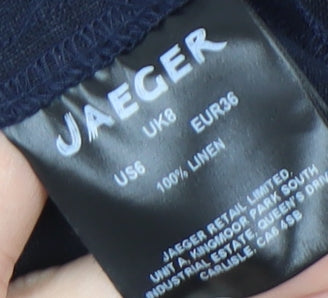 JAEGER
US6 UK8 EUR36
100% LINEN
JAEGER RETAIL LIMITED,
UNIT A, KINGMOOR PARK SOUTH
INDUSTRIAL ESTATE, QUEEN'S DRIV
CARLISLE, CA6 4SB